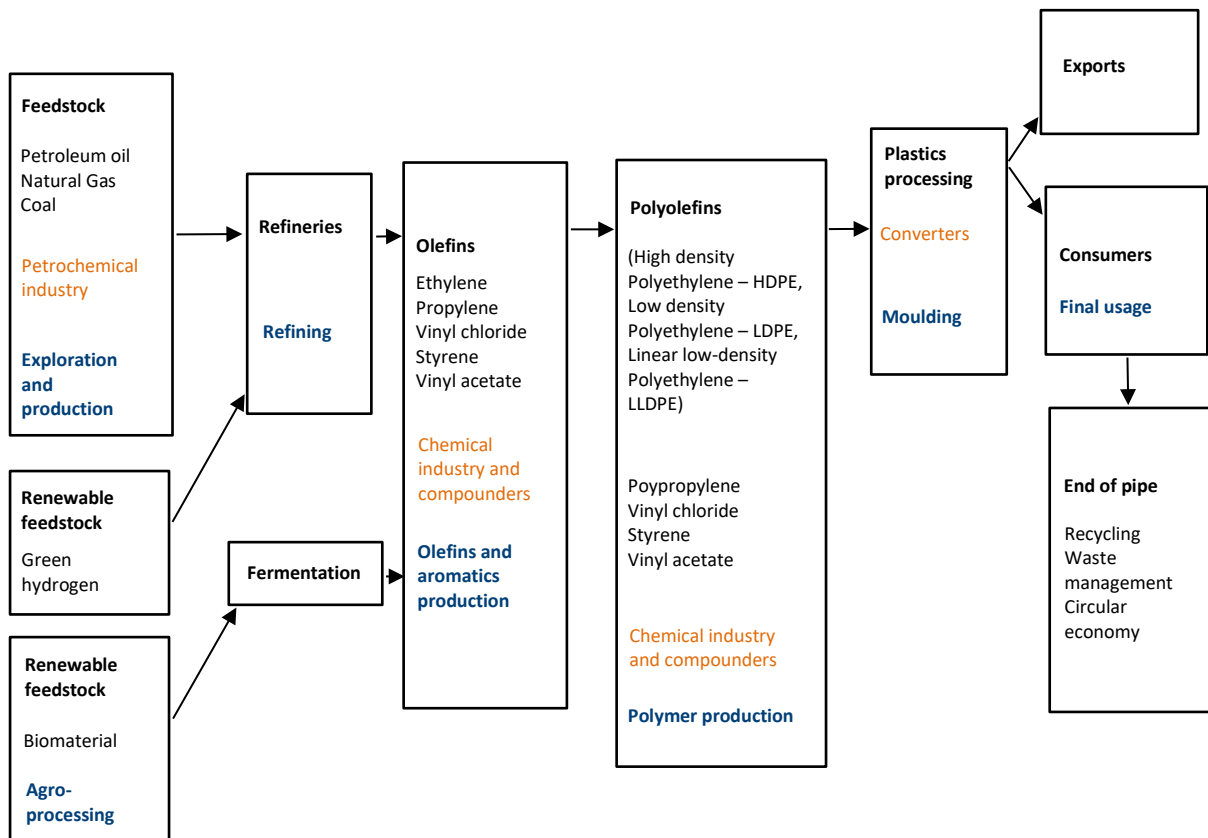 Feedstock
Petroleum oil
Natural Gas
Coal
Petrochemical
industry
Exploration
and
production
Renewable
feedstock
Green
hydrogen
Renewable
feedstock
Biomaterial
Agro-
processing
Refineries
Refining
Fermentation
Olefins
Ethylene
Propylene
Vinyl chloride
Styrene
Vinyl acetate
Chemical
industry and
compounders
Olefins and
aromatics
production
Polyolefins
(High density
Polyethylene – HDPE,
Low density
Polyethylene – LDPE,
Linear low-density
Polyethylene –
LLDPE)
Poypropylene
Vinyl chloride
Styrene
Vinyl acetate
Chemical industry
and compounders
Polymer production
Plastics
processing
Converters
Moulding
Exports
Consumers
Final usage
End of pipe
Recycling
Waste
management
Circular
economy